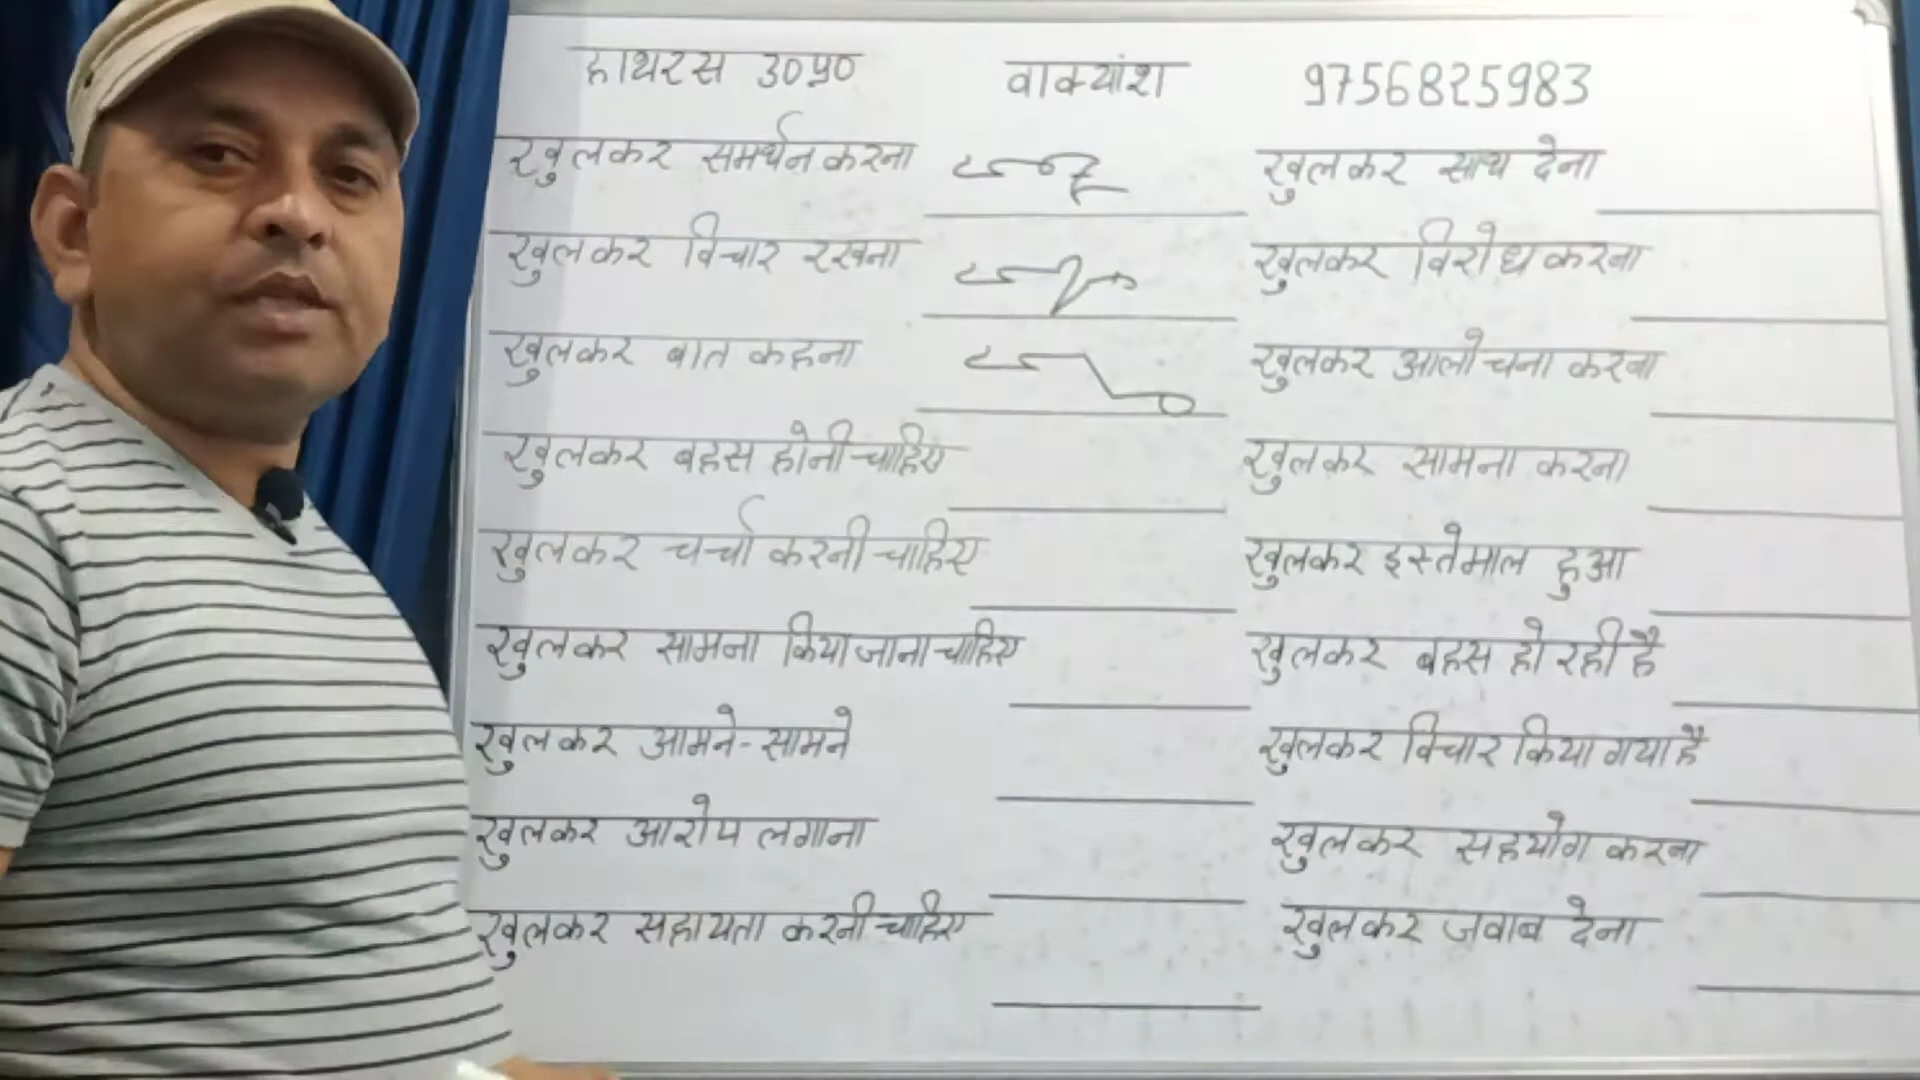 हाथरस उ०प्र० वाक्यांश 9756825983
खुलकर समर्थन करना
खुलकर विचार रखना
खुलकर बात कहना
खुलकर बहस होनी चाहिए
खुलकर चर्चा करनी चाहिए
खुलकर सामना किया जाना चाहिए
खुलकर आमने-सामने
खुलकर आरोप लगाना
खुलकर सहायता करनी चाहिए
खुलकर साथ देना
खुलकर विरोध करना
खुलकर आलोचना करना
खुलकर सामना करना
खुलकर इस्तेमाल हुआ
खुलकर बहस हो रही है
खुलकर विचार किया गया है
खुलकर सहयोग करना
खुलकर जवाब देना